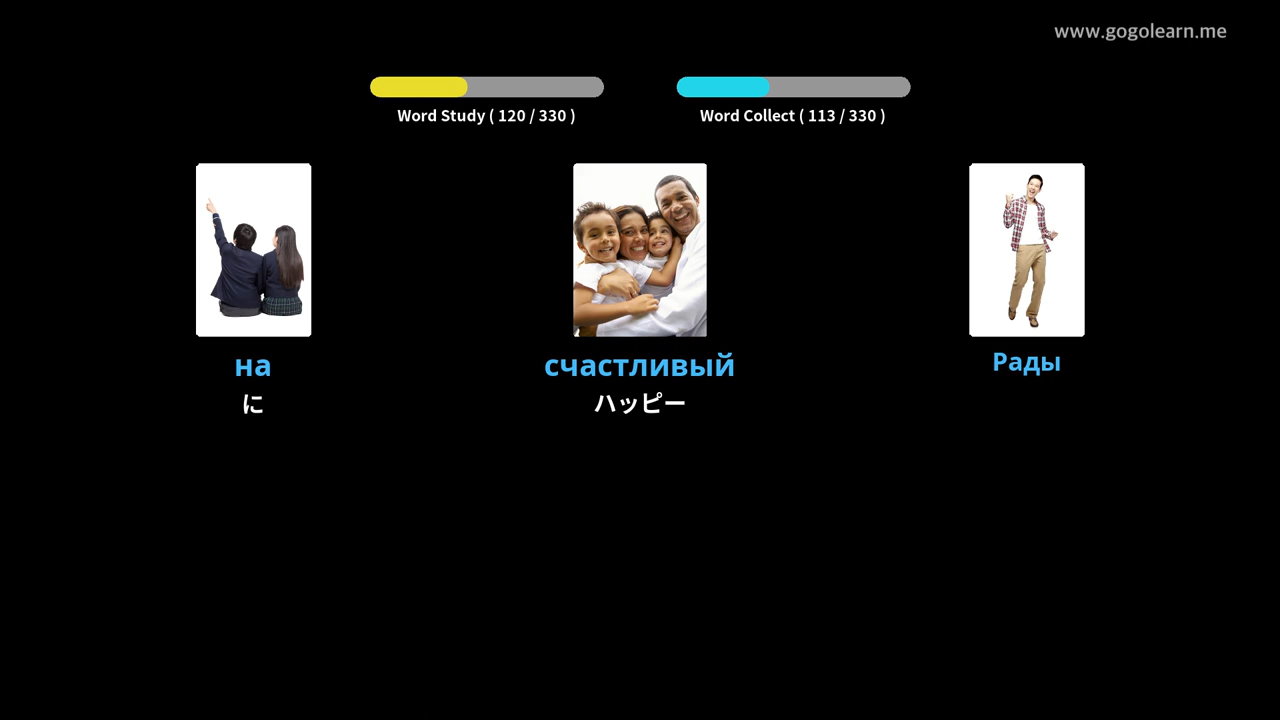 www.gogolearn.me
Word Study ( 120 / 330 )
Word Collect ( 113 / 330 )
на
に
счастливый
ハッピー
Рады